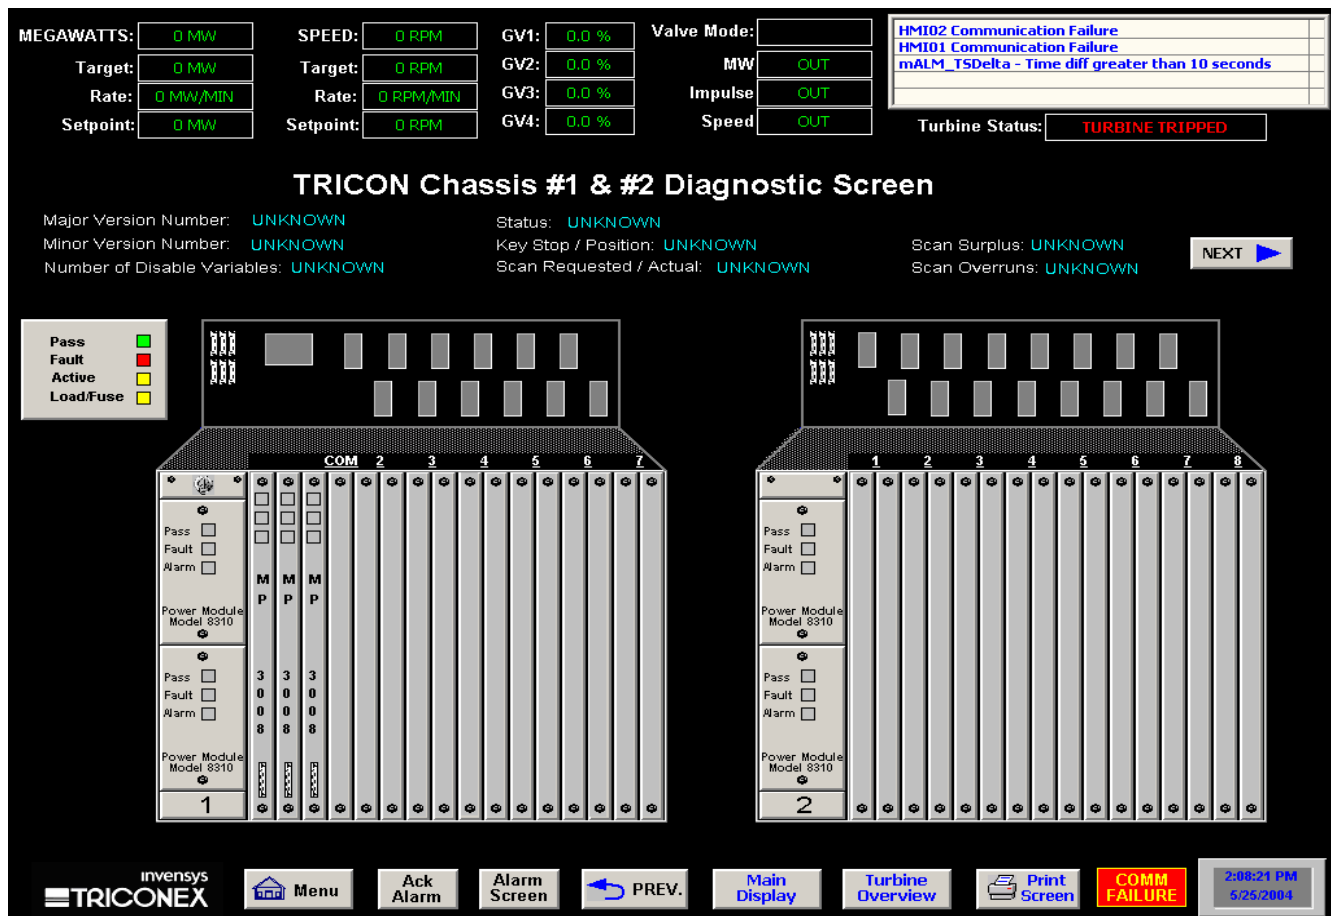 MEGAWATTS: 0 MW SPEED: 0 RPM GV1: 0.0 % Valve Mode:
Target: 0 MW Target: 0 RPM GV2: 0.0 % MW OUT
Rate: 0 MW/MIN Rate: 0 RPM/MIN GV3: 0.0 % Impulse OUT
Setpoint: 0 MW Setpoint: 0 RPM GV4: 0.0 % Speed OUT
HMI02 Communication Failure
HMI01 Communication Failure
mALM_TSDelta - Time diff greater than 10 seconds
Turbine Status: TURBINE TRIPPED
TRICON Chassis #1 & #2 Diagnostic Screen
Major Version Number: UNKNOWN
Minor Version Number: UNKNOWN
Number of Disable Variables: UNKNOWN
Status: UNKNOWN
Key Stop / Position: UNKNOWN
Scan Requested / Actual: UNKNOWN
Scan Surplus: UNKNOWN
Scan Overruns: UNKNOWN
NEXT
Pass
Fault
Active
Load/Fuse
COM 2 3 4 5 6 7
Pass
Fault
Alarm
Power Module
Model 8310
Pass
Fault
Alarm
Power Module
Model 8310
1
M M M
P P P
3 3 3
0 0 0
0 0 0
8 8 8
1 2 3 4 5 6 7 8
Pass
Fault
Alarm
Power Module
Model 8310
Pass
Fault
Alarm
Power Module
Model 8310
2
invensys
TRICONEX
Menu
Ack
Alarm
Alarm
Screen
PREV.
Main
Display
Turbine
Overview
Print
Screen
COMM
FAILURE
2:08:21 PM
5/25/2004